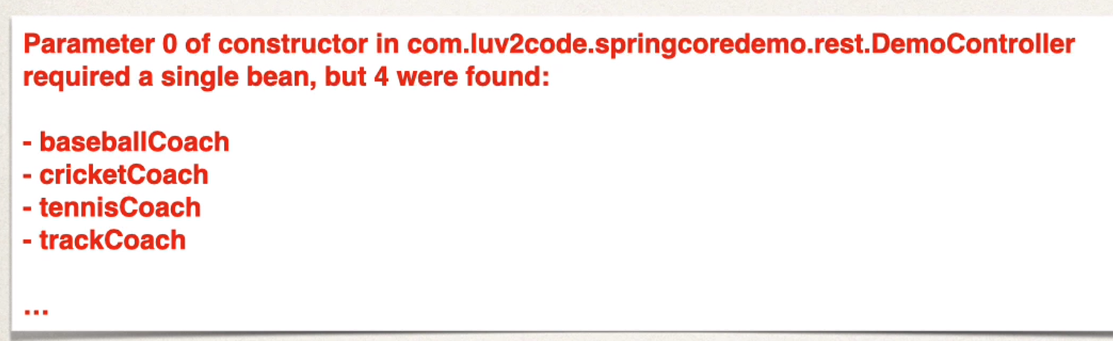 Parameter 0 of constructor in com.luv2code.springcoredemo.rest.DemoController
required a single bean, but 4 were found:
- baseballCoach
- cricketCoach
- tennisCoach
- trackCoach
...